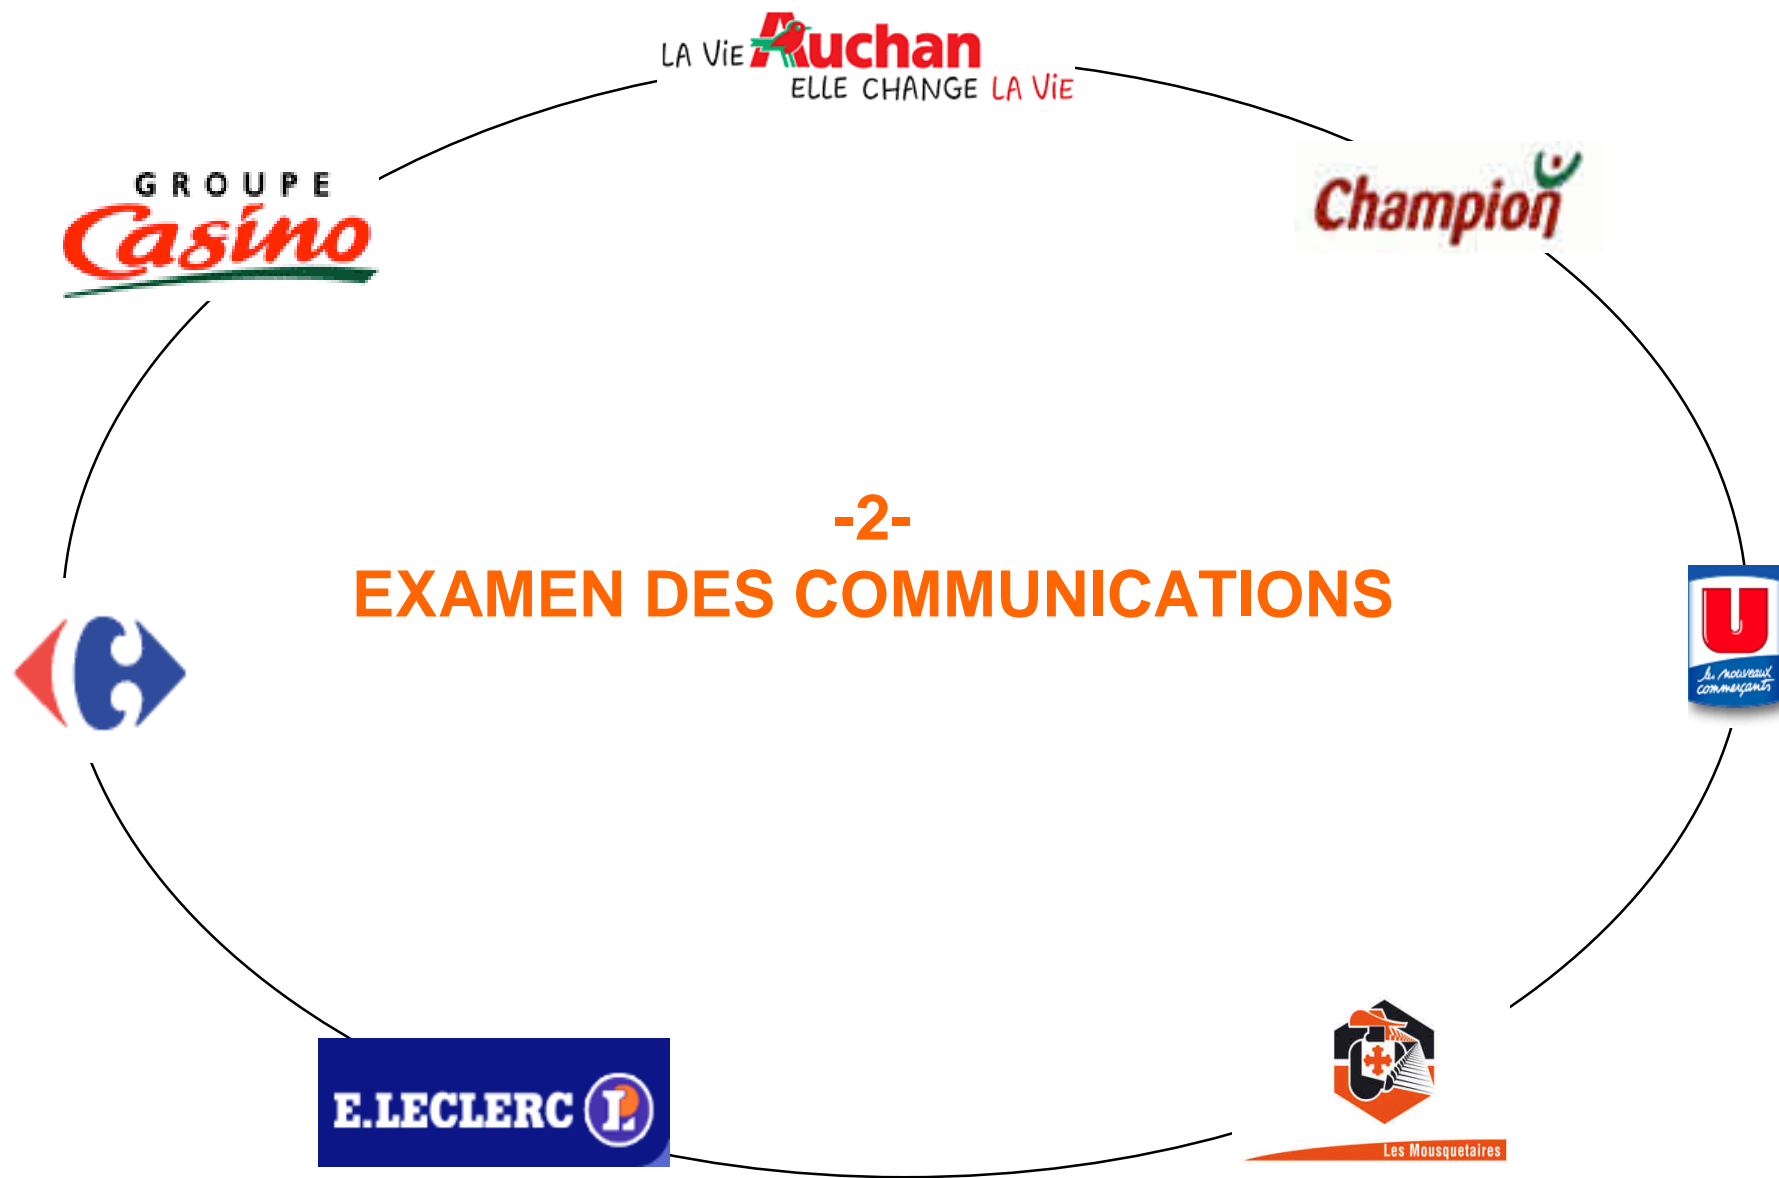 LA ViE Auchan
ELLE CHANGE LA ViE
GROUPE
Casino
Champion
-2-
EXAMEN DES COMMUNICATIONS
U
les nouveaux
commerçants
E.LECLERC L
Les Mousquetaires